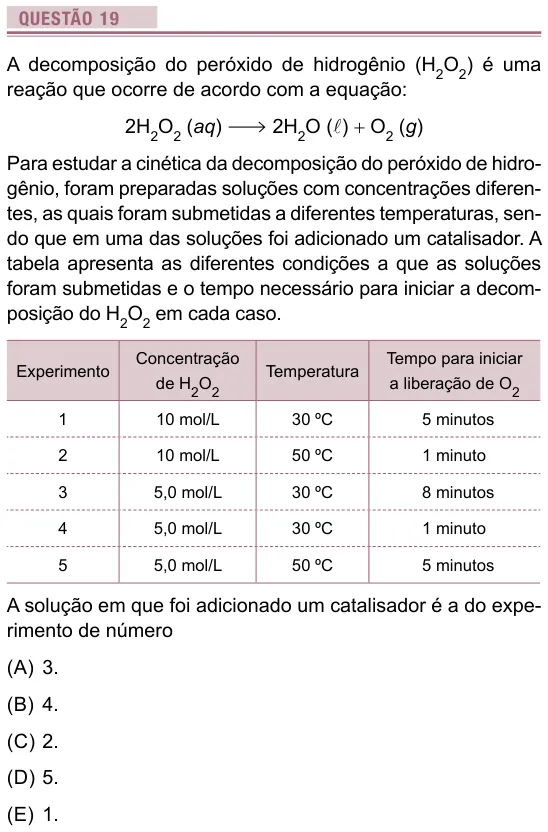 QUESTÃO 19
A decomposição do peróxido de hidrogênio (H2O2) é uma
reação que ocorre de acordo com a equação:
2H2O2 (aq) ⟶ 2H2O (ℓ) + O2 (g)
Para estudar a cinética da decomposição do peróxido de hidro-
gênio, foram preparadas soluções com concentrações diferen-
tes, as quais foram submetidas a diferentes temperaturas, sen-
do que em uma das soluções foi adicionado um catalisador. A
tabela apresenta as diferentes condições a que as soluções
foram submetidas e o tempo necessário para iniciar a decom-
posição do H2O2 em cada caso.
Experimento Concentração de H2O2 Temperatura Tempo para iniciar a liberação de O2
1 10 mol/L 30 ºC 5 minutos
2 10 mol/L 50 ºC 1 minuto
3 5,0 mol/L 30 ºC 8 minutos
4 5,0 mol/L 30 ºC 1 minuto
5 5,0 mol/L 50 ºC 5 minutos
A solução em que foi adicionado um catalisador é a do expe-
rimento de número
(A) 3.
(B) 4.
(C) 2.
(D) 5.
(E) 1.